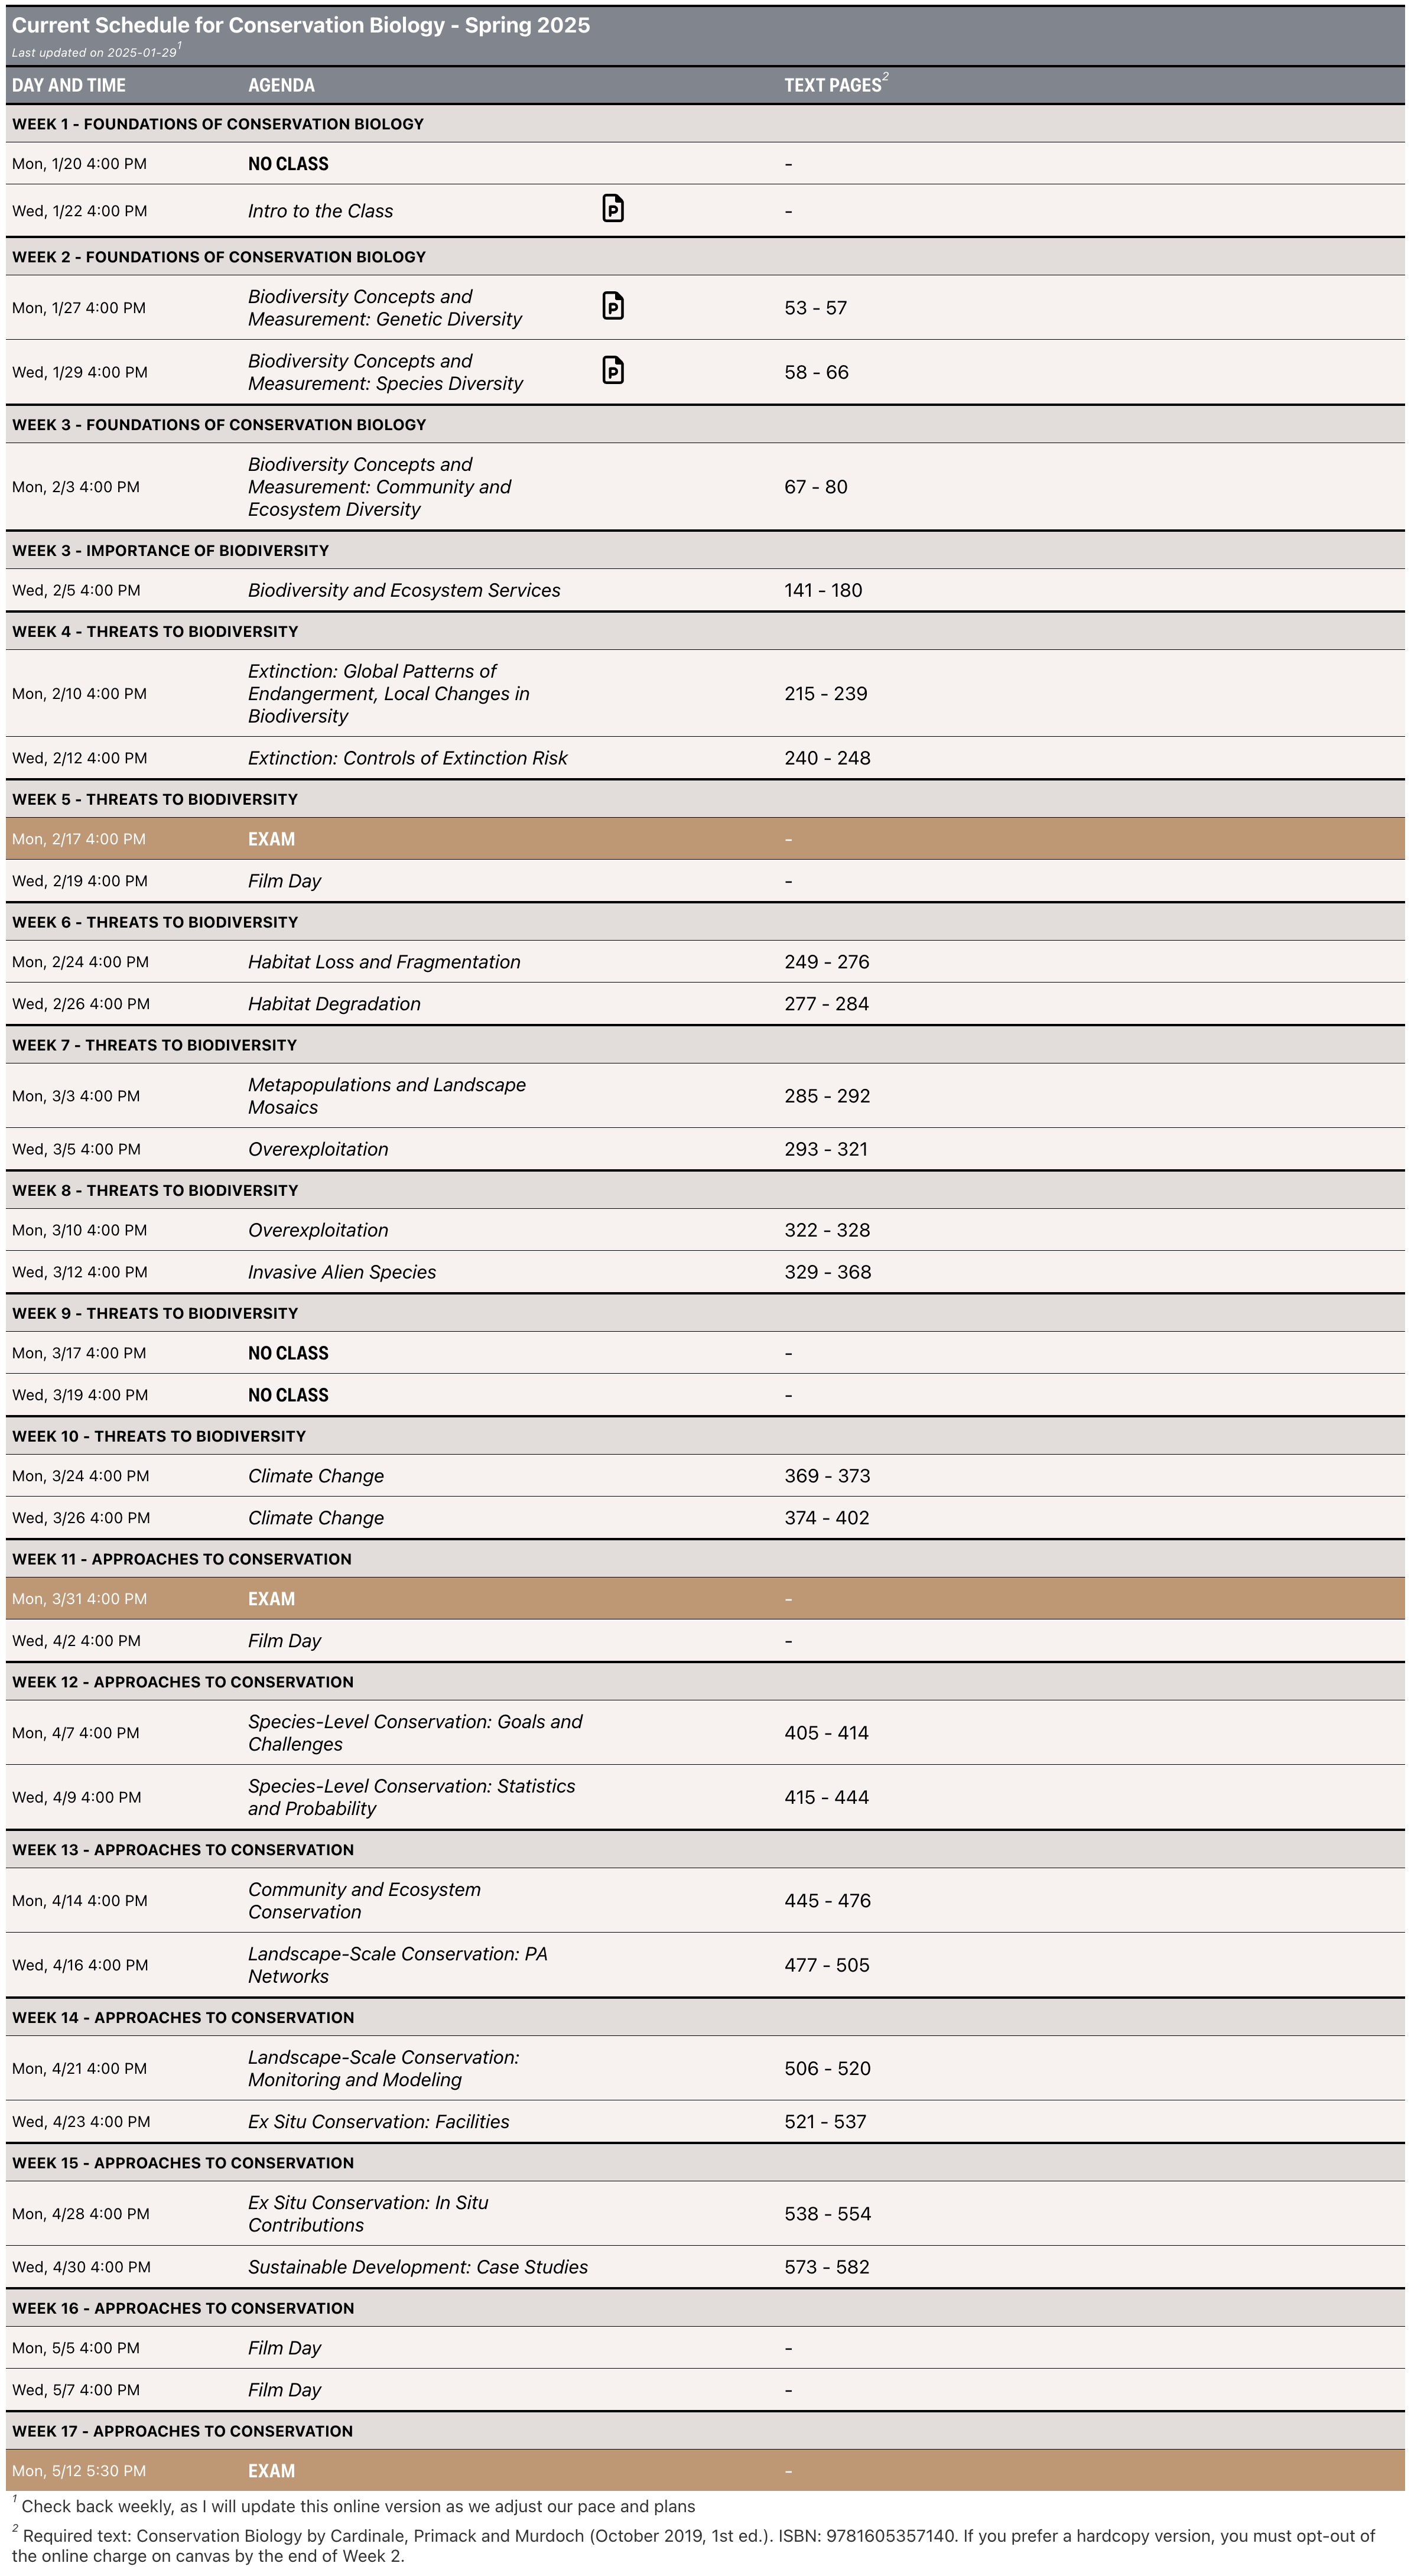 Current Schedule for Conservation Biology - Spring 2025
Last updated on 2025-01-29¹
DAY AND TIME AGENDA TEXT PAGES²
WEEK 1 - FOUNDATIONS OF CONSERVATION BIOLOGY
Mon, 1/20 4:00 PM NO CLASS -
Wed, 1/22 4:00 PM Intro to the Class P -
WEEK 2 - FOUNDATIONS OF CONSERVATION BIOLOGY
Mon, 1/27 4:00 PM Biodiversity Concepts and
Measurement: Genetic Diversity P 53 - 57
Wed, 1/29 4:00 PM Biodiversity Concepts and
Measurement: Species Diversity P 58 - 66
WEEK 3 - FOUNDATIONS OF CONSERVATION BIOLOGY
Biodiversity Concepts and
Mon, 2/3 4:00 PM Measurement: Community and 67 - 80
Ecosystem Diversity
WEEK 3 - IMPORTANCE OF BIODIVERSITY
Wed, 2/5 4:00 PM Biodiversity and Ecosystem Services 141 - 180
WEEK 4 - THREATS TO BIODIVERSITY
Extinction: Global Patterns of
Mon, 2/10 4:00 PM Endangerment, Local Changes in 215 - 239
Biodiversity
Wed, 2/12 4:00 PM Extinction: Controls of Extinction Risk 240 - 248
WEEK 5 - THREATS TO BIODIVERSITY
Mon, 2/17 4:00 PM EXAM -
Wed, 2/19 4:00 PM Film Day -
WEEK 6 - THREATS TO BIODIVERSITY
Mon, 2/24 4:00 PM Habitat Loss and Fragmentation 249 - 276
Wed, 2/26 4:00 PM Habitat Degradation 277 - 284
WEEK 7 - THREATS TO BIODIVERSITY
Mon, 3/3 4:00 PM Metapopulations and Landscape
Mosaics 285 - 292
Wed, 3/5 4:00 PM Overexploitation 293 - 321
WEEK 8 - THREATS TO BIODIVERSITY
Mon, 3/10 4:00 PM Overexploitation 322 - 328
Wed, 3/12 4:00 PM Invasive Alien Species 329 - 368
WEEK 9 - THREATS TO BIODIVERSITY
Mon, 3/17 4:00 PM NO CLASS -
Wed, 3/19 4:00 PM NO CLASS -
WEEK 10 - THREATS TO BIODIVERSITY
Mon, 3/24 4:00 PM Climate Change 369 - 373
Wed, 3/26 4:00 PM Climate Change 374 - 402
WEEK 11 - APPROACHES TO CONSERVATION
Mon, 3/31 4:00 PM EXAM -
Wed, 4/2 4:00 PM Film Day -
WEEK 12 - APPROACHES TO CONSERVATION
Mon, 4/7 4:00 PM Species-Level Conservation: Goals and
Challenges 405 - 414
Wed, 4/9 4:00 PM Species-Level Conservation: Statistics
and Probability 415 - 444
WEEK 13 - APPROACHES TO CONSERVATION
Mon, 4/14 4:00 PM Community and Ecosystem
Conservation 445 - 476
Wed, 4/16 4:00 PM Landscape-Scale Conservation: PA
Networks 477 - 505
WEEK 14 - APPROACHES TO CONSERVATION
Mon, 4/21 4:00 PM Landscape-Scale Conservation:
Monitoring and Modeling 506 - 520
Wed, 4/23 4:00 PM Ex Situ Conservation: Facilities 521 - 537
WEEK 15 - APPROACHES TO CONSERVATION
Mon, 4/28 4:00 PM Ex Situ Conservation: In Situ
Contributions 538 - 554
Wed, 4/30 4:00 PM Sustainable Development: Case Studies 573 - 582
WEEK 16 - APPROACHES TO CONSERVATION
Mon, 5/5 4:00 PM Film Day -
Wed, 5/7 4:00 PM Film Day -
WEEK 17 - APPROACHES TO CONSERVATION
Mon, 5/12 5:30 PM EXAM -
¹ Check back weekly, as I will update this online version as we adjust our pace and plans
² Required text: Conservation Biology by Cardinale, Primack and Murdoch (October 2019, 1st ed.). ISBN: 9781605357140. If you prefer a hardcopy version, you must opt-out of
the online charge on canvas by the end of Week 2.